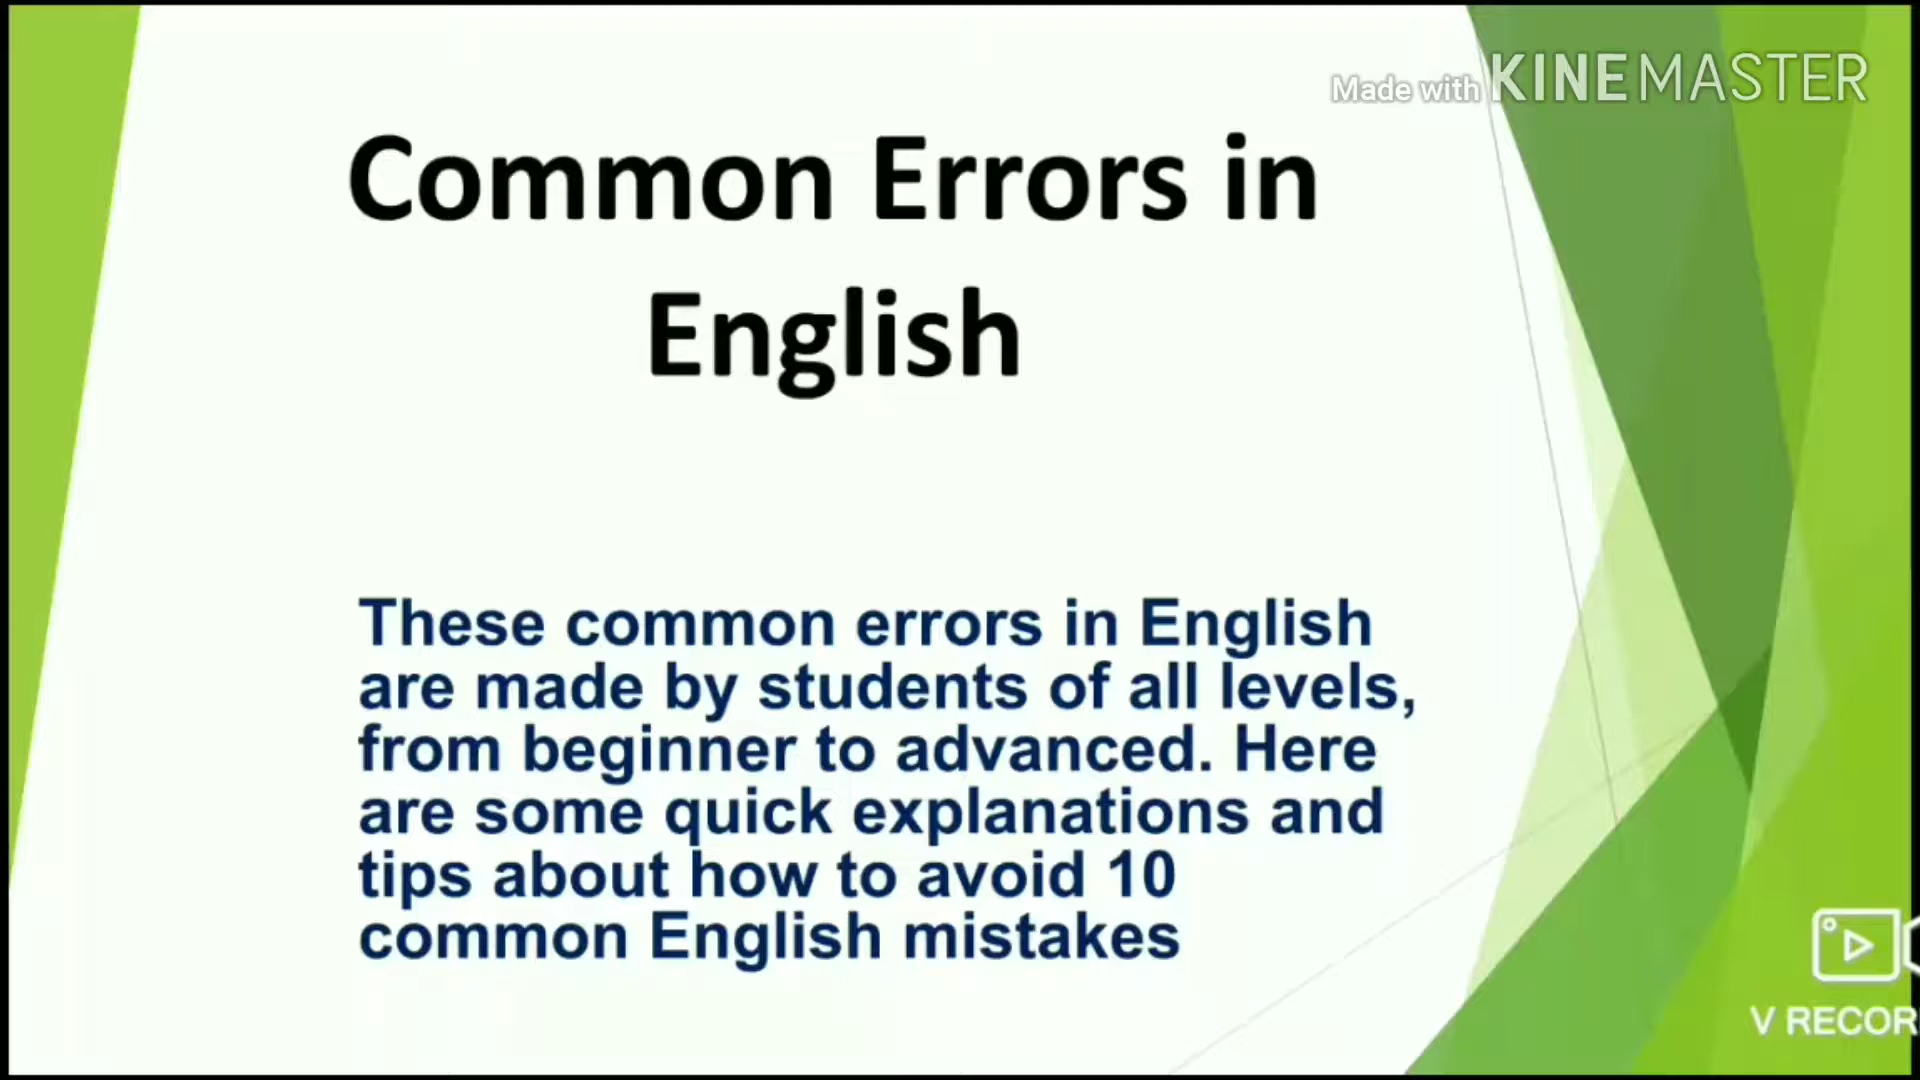 Made with KINEMASTER
Common Errors in
English
These common errors in English
are made by students of all levels,
from beginner to advanced. Here
are some quick explanations and
tips about how to avoid 10
common English mistakes
V RECOR